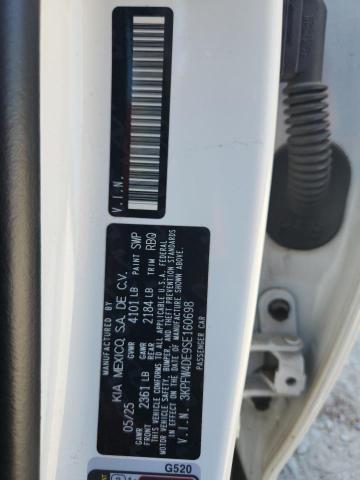 V.I.N.
MANUFACTURED BY
KIA MEXICO, S.A. DE C.V.
05/25 GVWR 4101 LB PAINT SWP
GAWR FRONT 2361 LB GAWR REAR 2184 LB TRIM RBQ
THIS VEHICLE CONFORMS TO ALL APPLICABLE FEDERAL
MOTOR VEHICLE SAFETY, BUMPER, AND THEFT PREVENTION STANDARDS
IN EFFECT ON THE DATE OF MANUFACTURE SHOWN ABOVE.
V.I.N. 3KPFW4DE9SE160698
PASSENGER CAR
G520